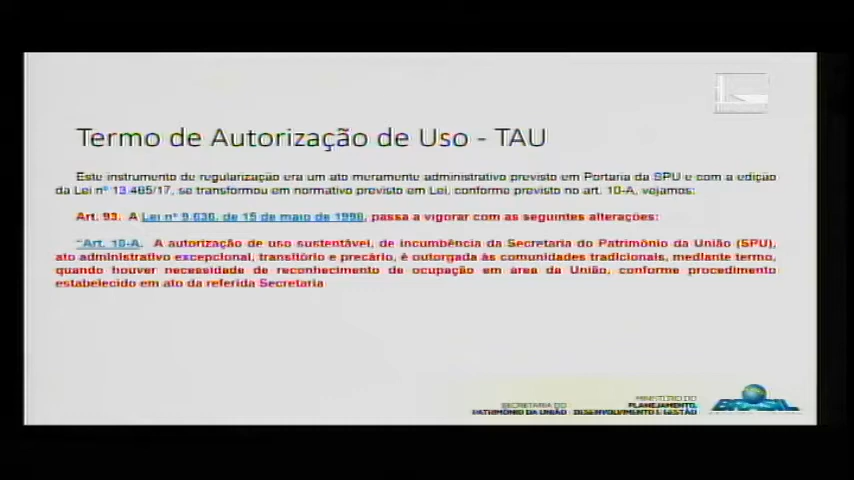 Termo de Autorização de Uso - TAU
Este instrumento de regularização era um ato meramente administrativo previsto em Portaria da SPU e com a edição
da Lei nº 13.465/17, se transformou em normativo previsto em Lei, conforme previsto no art. 10-A, vejamos:
Art. 93. A Lei nº 9.636, de 15 de maio de 1998, passa a vigorar com as seguintes alterações:
"Art. 10-A. A autorização de uso sustentável, de incumbência da Secretaria do Patrimônio da União (SPU),
ato administrativo excepcional, transitório e precário, é outorgada às comunidades tradicionais, mediante termo,
quando houver necessidade de reconhecimento de ocupação em área da União, conforme procedimento
estabelecido em ato da referida Secretaria
SECRETARIA DO
PATRIMÔNIO DA UNIÃO
MINISTÉRIO DO
PLANEJAMENTO,
DESENVOLVIMENTO E GESTÃO
BRASIL